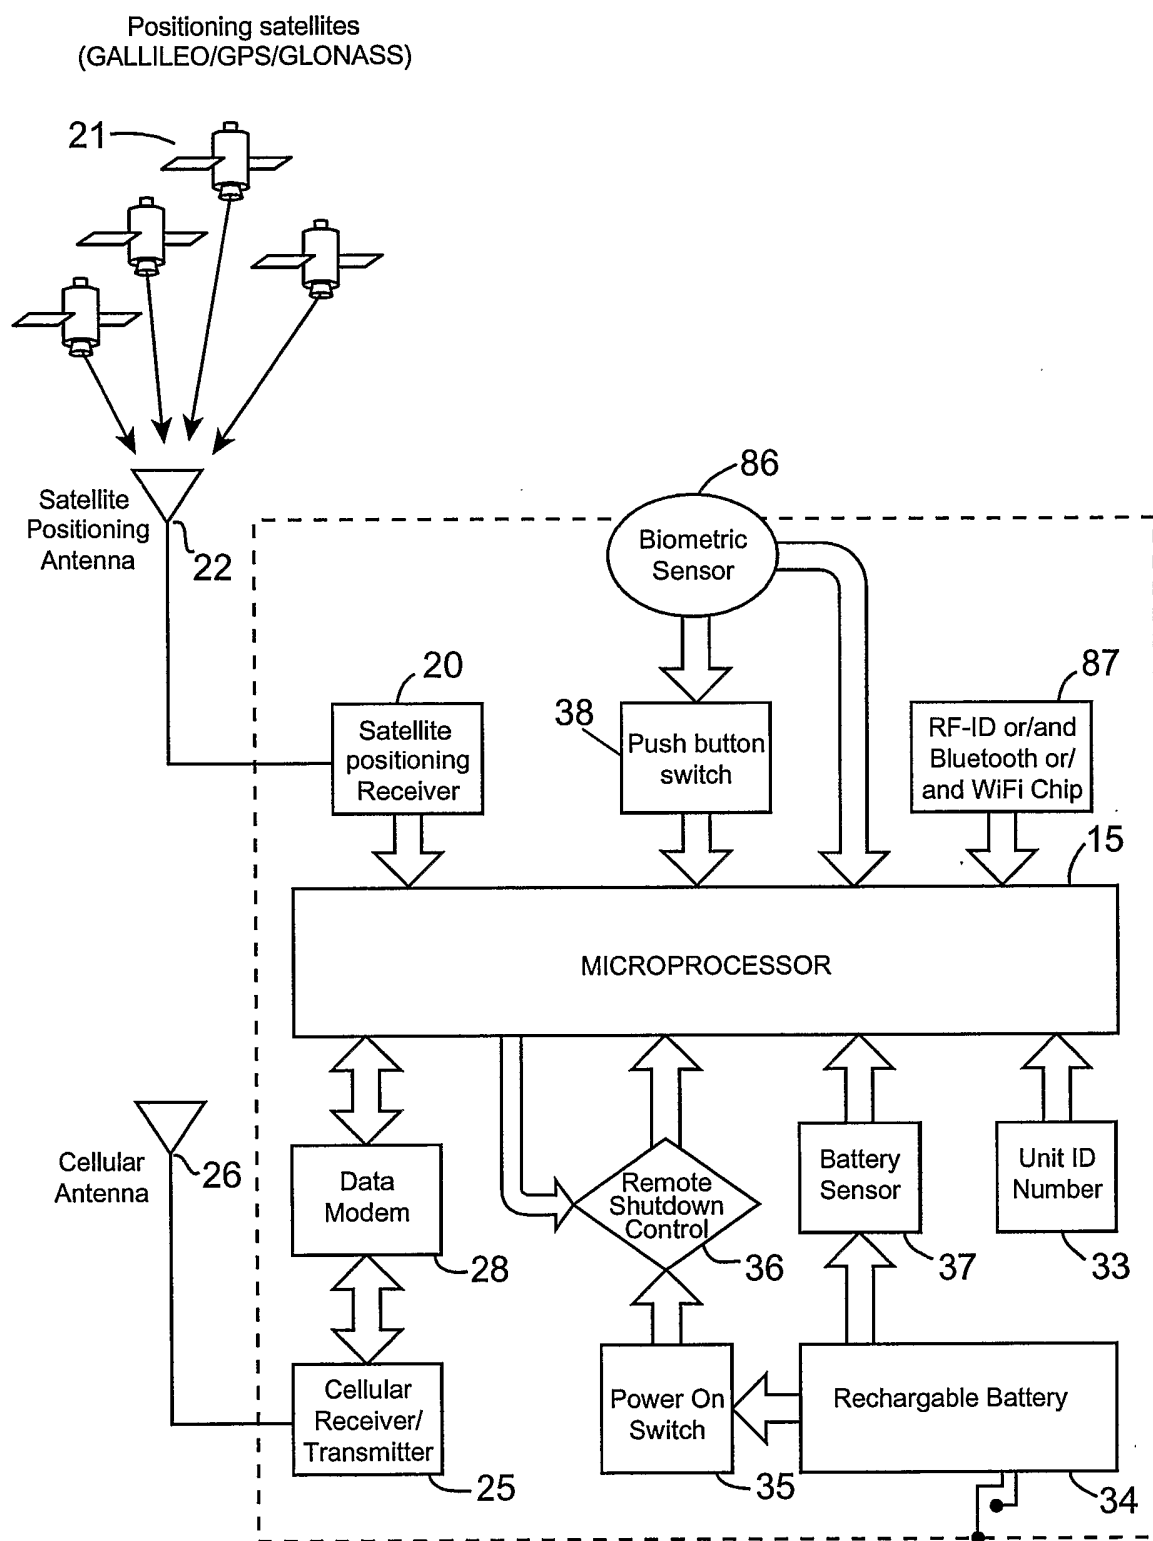 Positioning satellites
(GALLILEO/GPS/GLONASS)
21
86
Satellite
Positioning
Antenna
22
Biometric
Sensor
20
38
87
Satellite
positioning
Receiver
Push button
switch
RF-ID or/and
Bluetooth or/
and WiFi Chip
15
MICROPROCESSOR
Cellular
Antenna
26
Data
Modem
28
Remote
Shutdown
Control
36
Battery
Sensor
37
Unit ID
Number
33
Cellular
Receiver/
Transmitter
25
Power On
Switch
35
Rechargable Battery
34